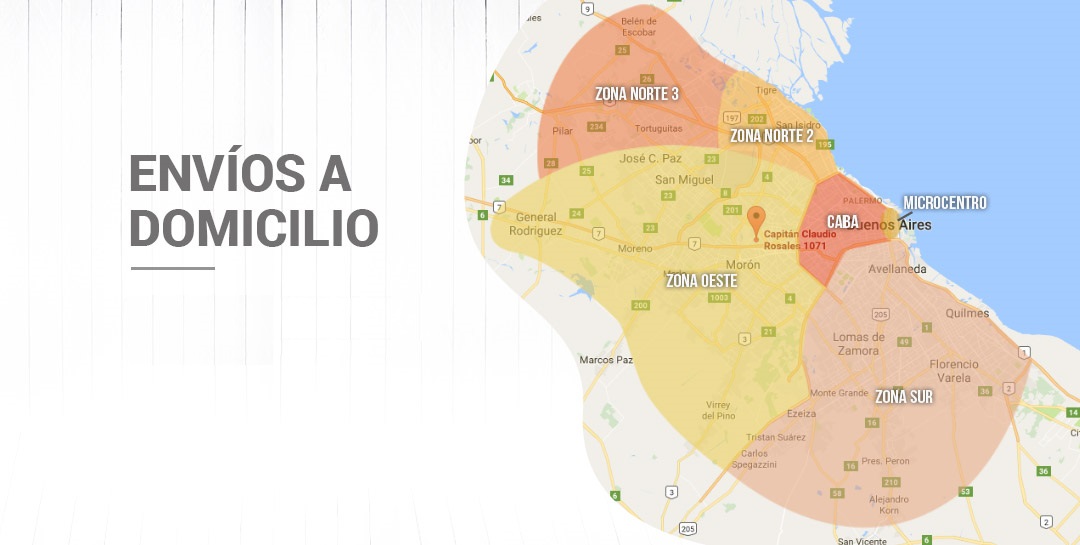 ENVÍOS A
DOMICILIO
9
Belén de
Escobar
25
26
ZONA NORTE 3
Tigre
197
202
San Isidro
ZONA NORTE 2
195
Pilar
234
Tortuguitas
28
José C. Paz
23
34
San Miguel
4
23
8
7
6
General
Rodriguez
24
201
7
Moreno
7
Capitán Claudio
Rosales 1071
PALERMO
CABA
MICROCENTRO
Buenos Aires
Morón
Avellaneda
ZONA OESTE
200
1003
4
205
Quilmes
21
1
3
Lomas de
Zamora
49
Marcos Paz
1
Florencio
Varela
2
36
Monte Grande
ZONA SUR
Virrey
del Pino
Ezeiza
14
16
Tristán Suárez
Carlos
Spegazzini
16
Pres. Peron
36
210
3
58
53
6
Alejandro
Korn
205
2
San Vicente
6